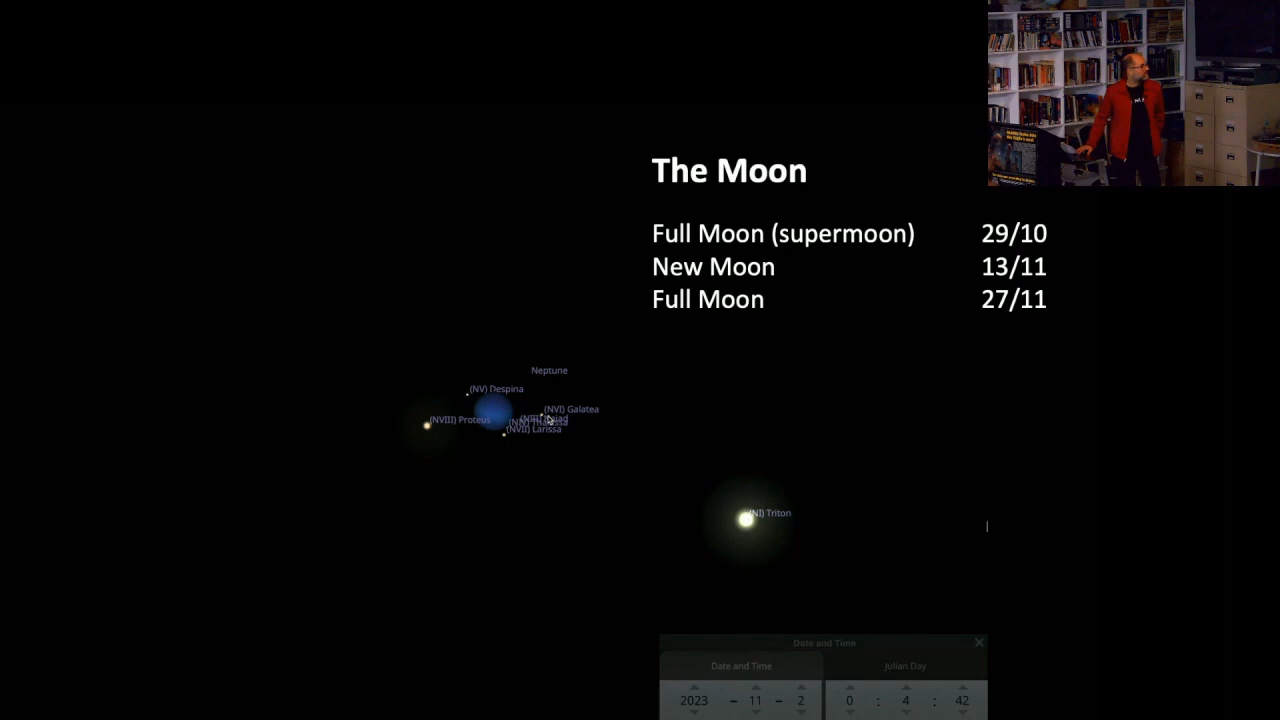 The Moon
Full Moon (supermoon) 29/10
New Moon 13/11
Full Moon 27/11
Neptune
(NV) Despina
(NVI) Galatea
(NVIII) Proteus
(NVII) Larissa
(NI) Triton
Date and Time
Date and Time Julian Day
2023 - 11 - 2 0 : 4 : 42